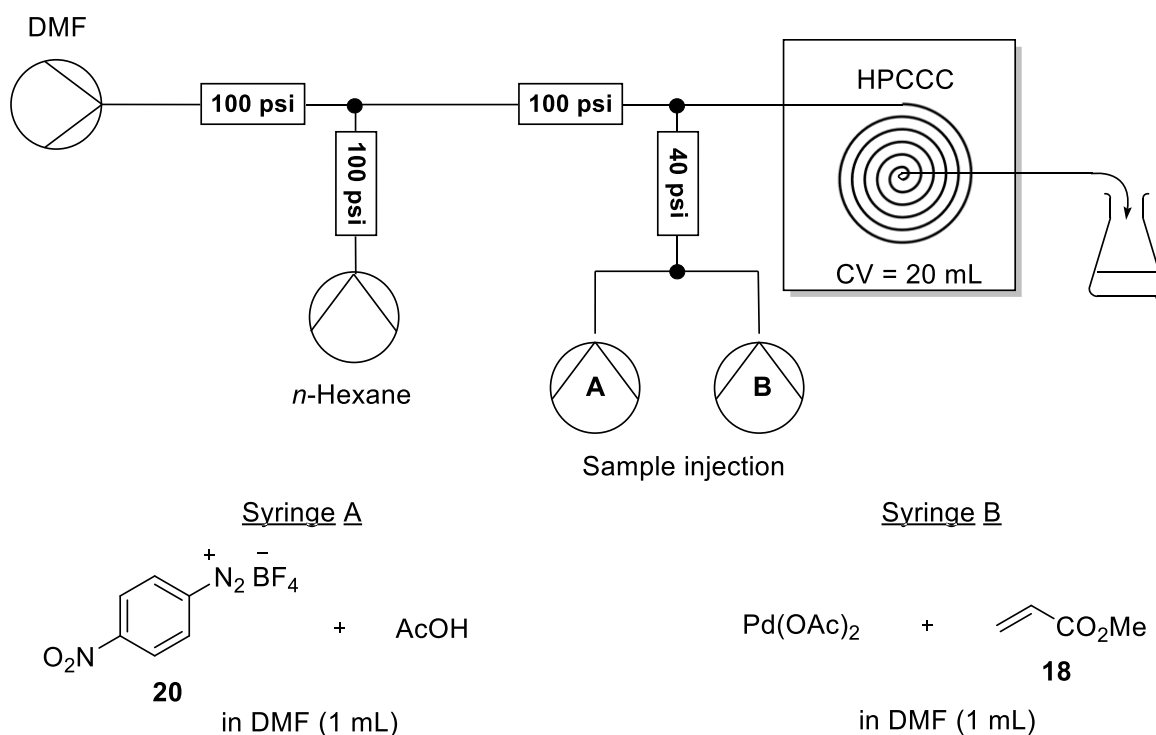 DMF
HPCCC
100 psi
100 psi
100 psi
40 psi
CV = 20 mL
n-Hexane
A
B
Sample injection
Syringe A
Syringe B
+ −
N2 BF4
+ AcOH
O2N
20
in DMF (1 mL)
Pd(OAc)2 + CO2Me
18
in DMF (1 mL)